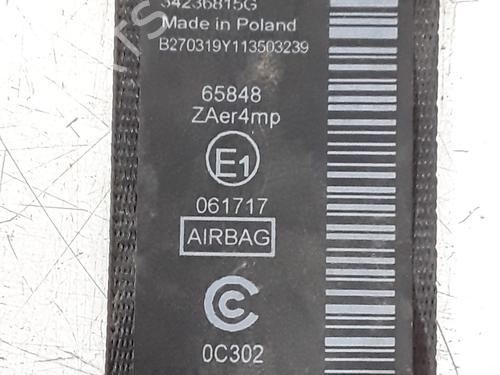 34236815G
Made in Poland
B270319Y113503239
65848
ZAer4mp
E1
061717
AIRBAG
0C302